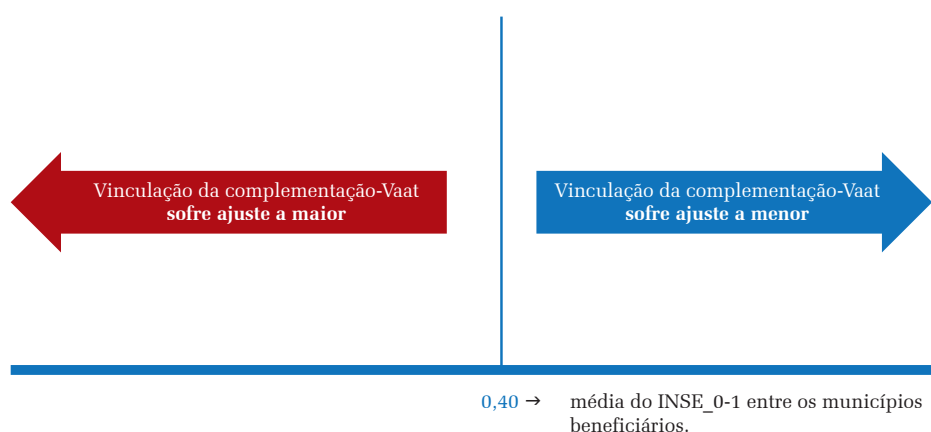 Vinculação da complementação-Vaat
sofre ajuste a maior
Vinculação da complementação-Vaat
sofre ajuste a menor
0,40 → média do INSE_0-1 entre os municípios
beneficiários.